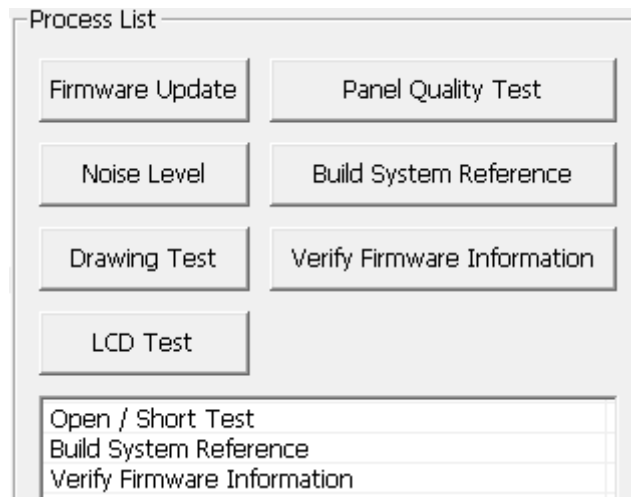 Process List
Firmware Update
Panel Quality Test
Noise Level
Build System Reference
Drawing Test
Verify Firmware Information
LCD Test
Open / Short Test
Build System Reference
Verify Firmware Information